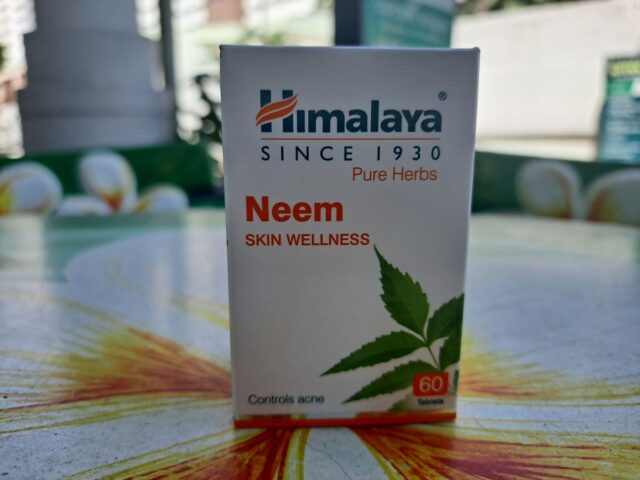 Himalaya®
SINCE 1930
Pure Herbs
Neem
SKIN WELLNESS
60
Tablets
Controls acne